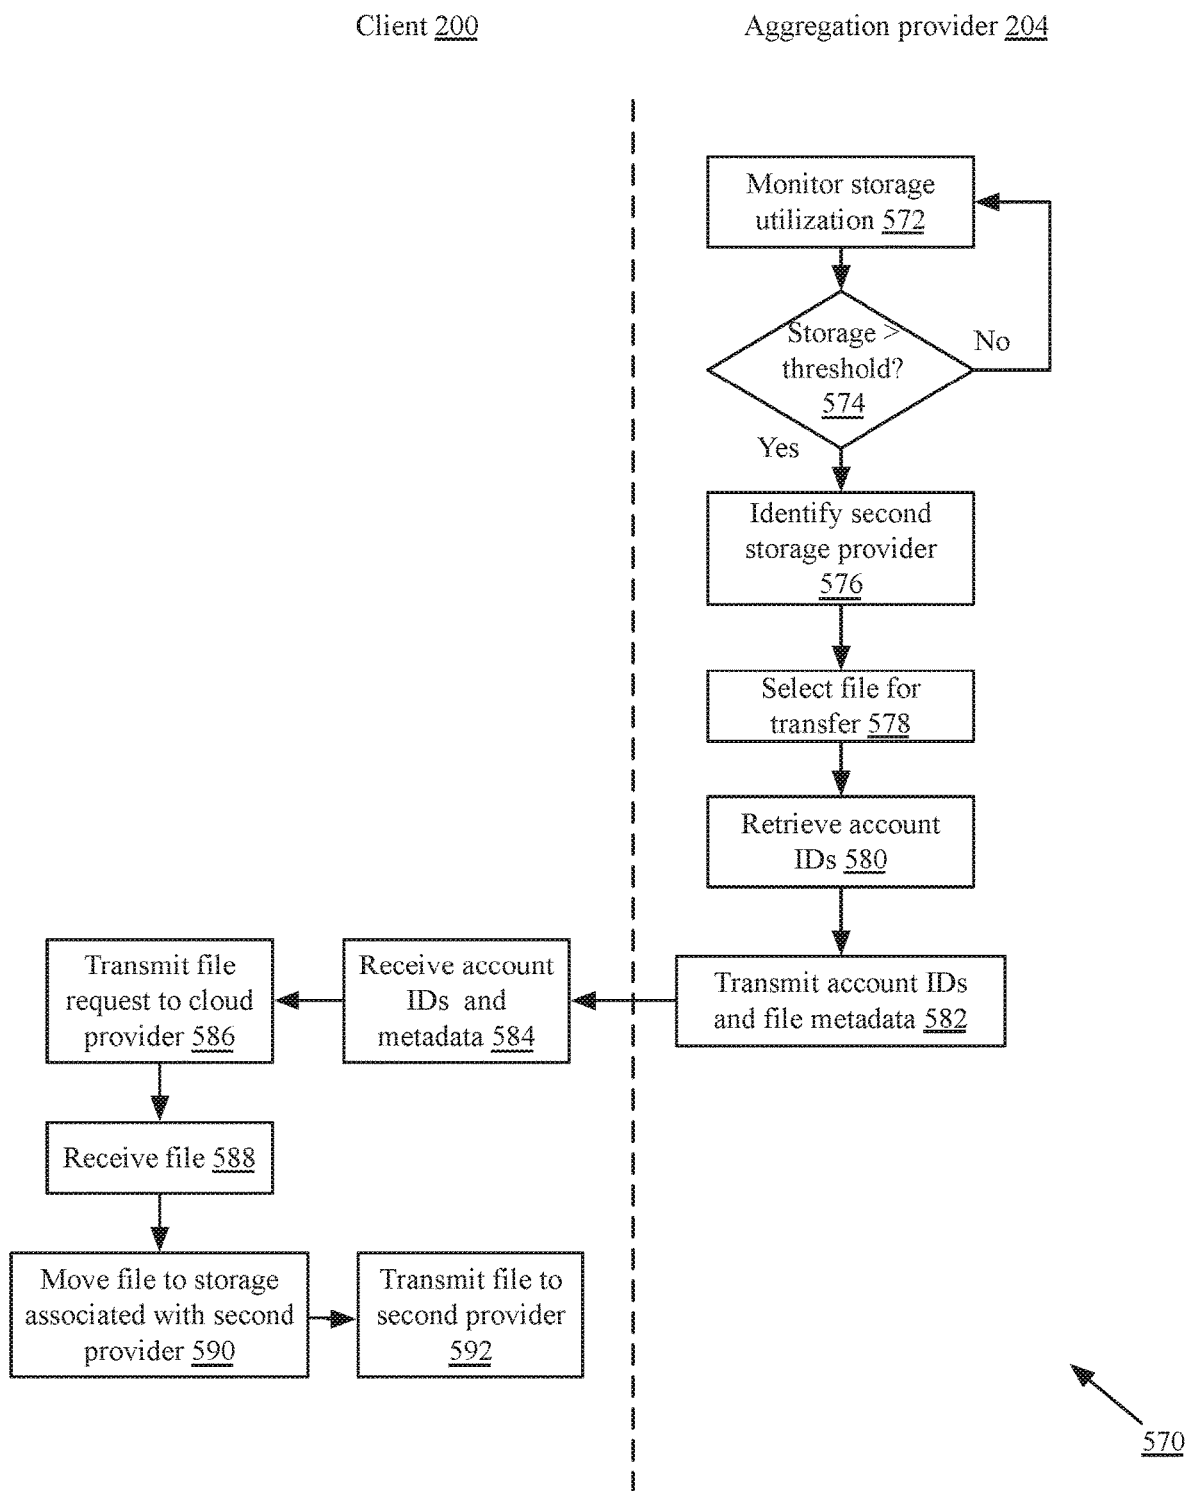 Client 200
Aggregation provider 204
Monitor storage
utilization 572
Storage >
threshold?
574
No
Yes
Identify second
storage provider
576
Select file for
transfer 578
Retrieve account
IDs 580
Transmit account IDs
and file metadata 582
Receive account
IDs and
metadata 584
Transmit file
request to cloud
provider 586
Receive file 588
Move file to storage
associated with second
provider 590
Transmit file to
second provider
592
570